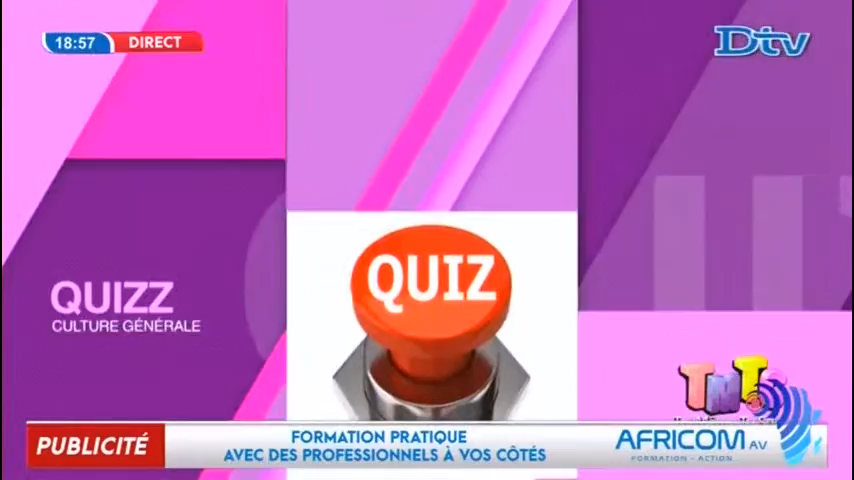 18:57 DIRECT
Dtv
QUIZ
QUIZZ
CULTURE GÉNÉRALE
TMT
PUBLICITÉ
FORMATION PRATIQUE
AVEC DES PROFESSIONNELS À VOS CÔTÉS
AFRICOM AV
FORMATION - ACTION